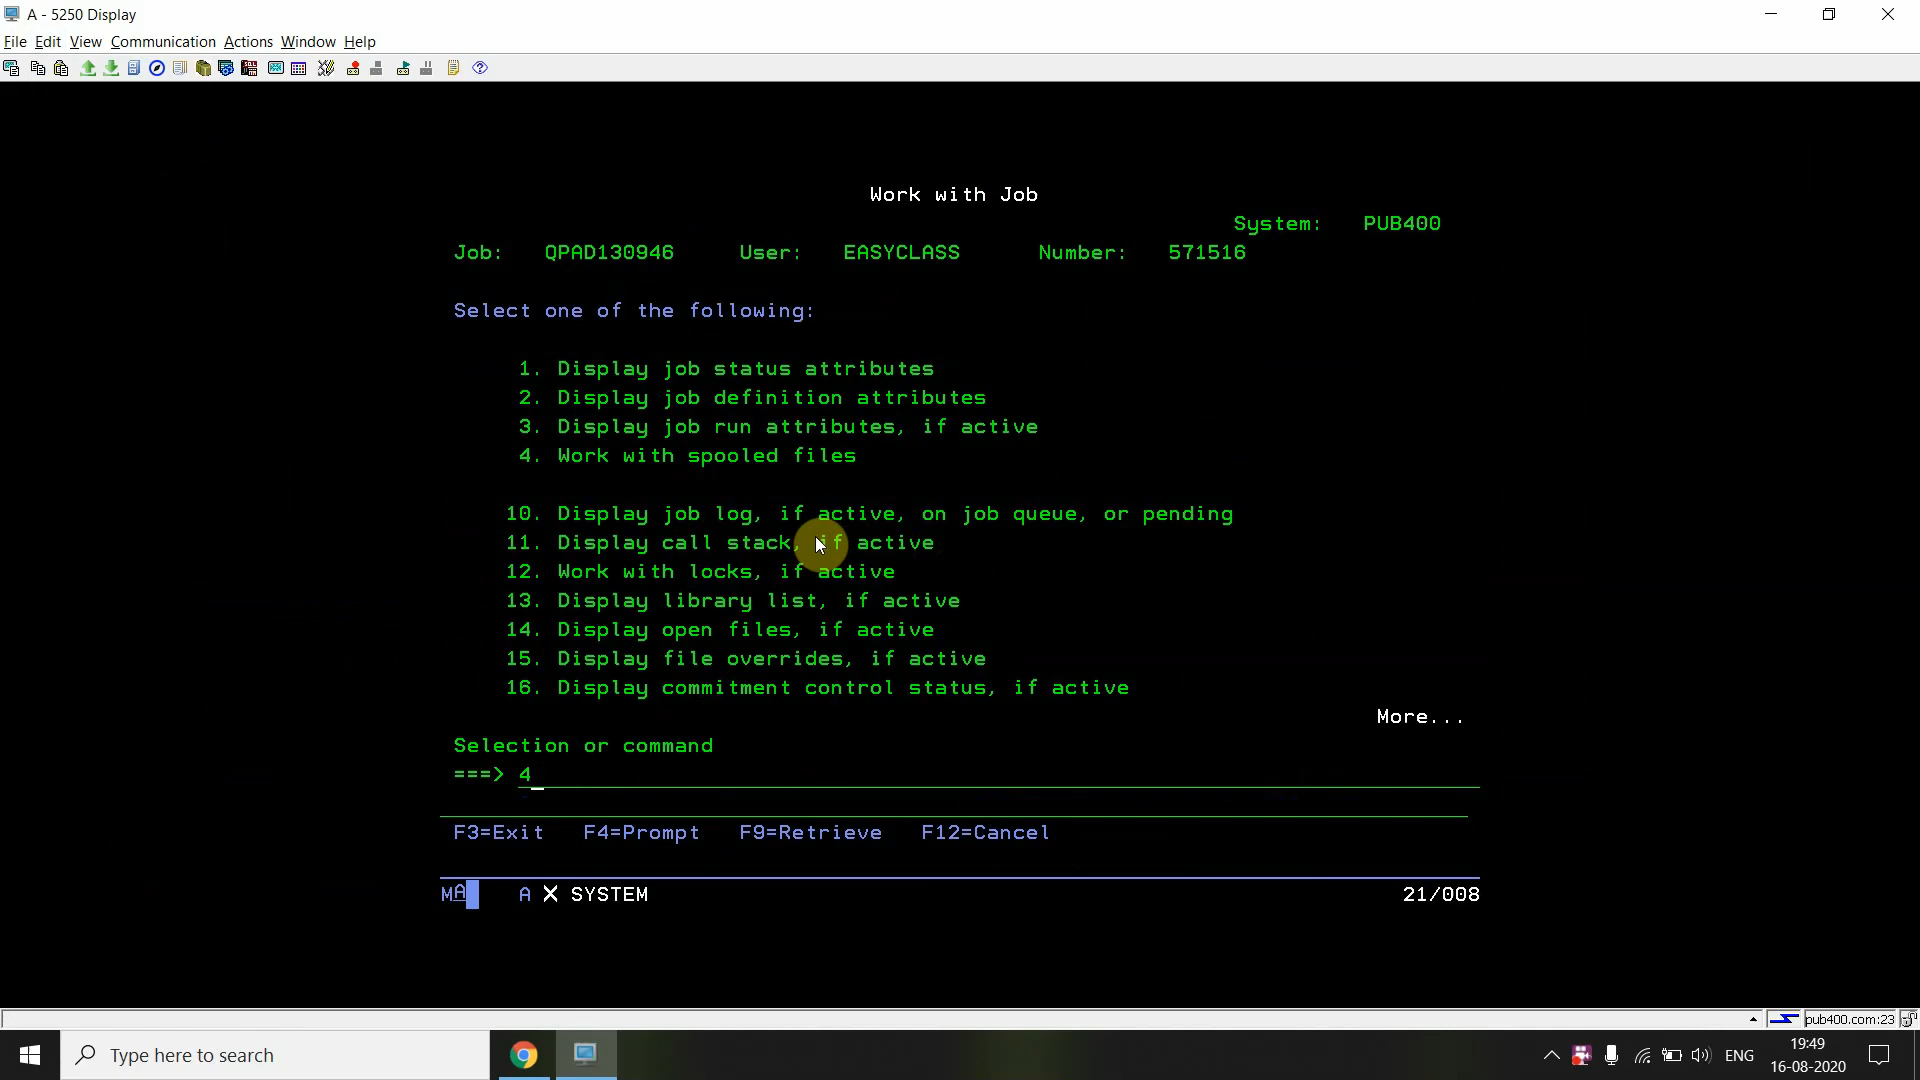 A - 5250 Display
File Edit View Communication Actions Window Help
Work with Job
System: PUB400
Job: QPAD130946 User: EASYCLASS Number: 571516
Select one of the following:
1. Display job status attributes
2. Display job definition attributes
3. Display job run attributes, if active
4. Work with spooled files
10. Display job log, if active, on job queue, or pending
11. Display call stack, if active
12. Work with locks, if active
13. Display library list, if active
14. Display open files, if active
15. Display file overrides, if active
16. Display commitment control status, if active
More...
Selection or command
===> 4
F3=Exit F4=Prompt F9=Retrieve F12=Cancel
MA A X SYSTEM 21/008
pub400.com:23
Type here to search
ENG
19:49
16-08-2020